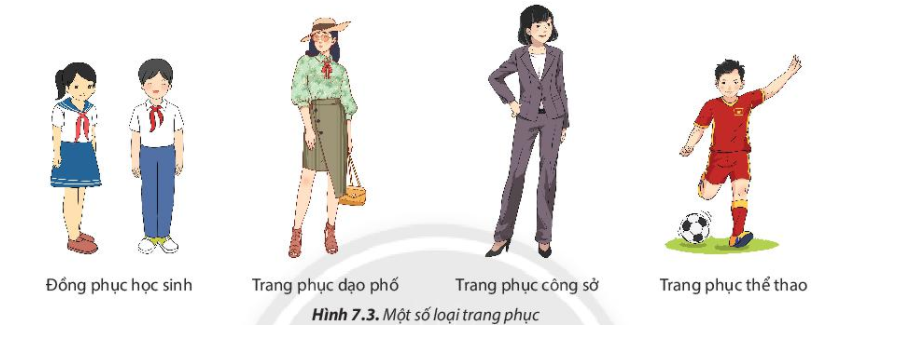 Đồng phục học sinh
Trang phục dạo phố
Trang phục công sở
Trang phục thể thao
Hình 7.3. Một số loại trang phục